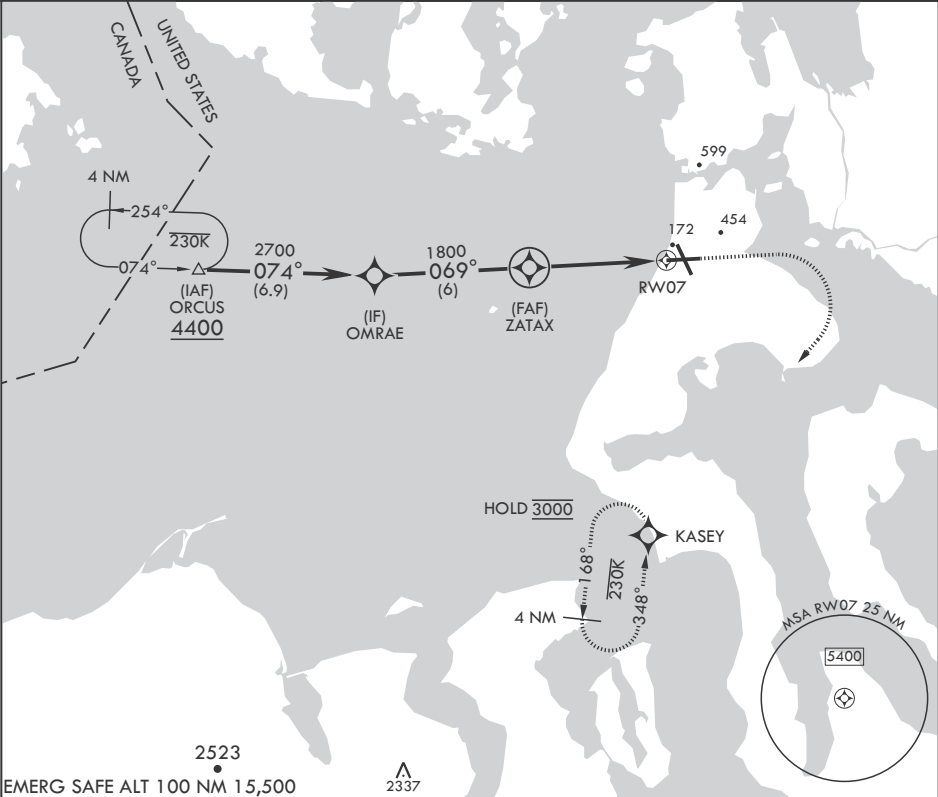 CANADA
UNITED STATES
599
4 NM
254°
230K
074°
172
454
2700
074°
(6.9)
1800
069°
(6)
RW07
(IAF)
ORCUS
4400
(IF)
OMRAE
(FAF)
ZATAX
HOLD 3000
KASEY
168°
230K
348°
4 NM
MSA RW07 25 NM
5400
2523
EMERG SAFE ALT 100 NM 15,500
2337